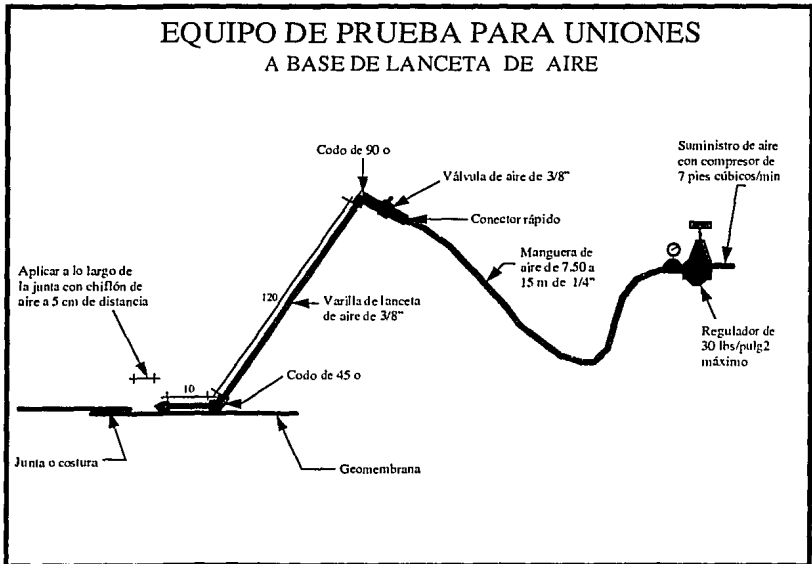 EQUIPO DE PRUEBA PARA UNIONES
A BASE DE LANCETA DE AIRE
Codo de 90 o
Válvula de aire de 3/8"
Conector rápido
Suministro de aire
con compresor de
7 pies cúbicos/min
Manguera de
aire de 7.50 a
15 m de 1/4"
Aplicar a lo largo de
la junta con chiflón de
aire a 5 cm de distancia
120
Varilla de lanceta
de aire de 3/8"
Regulador de
30 lbs/pulg2
máximo
10
Codo de 45 o
Junta o costura
Geomembrana